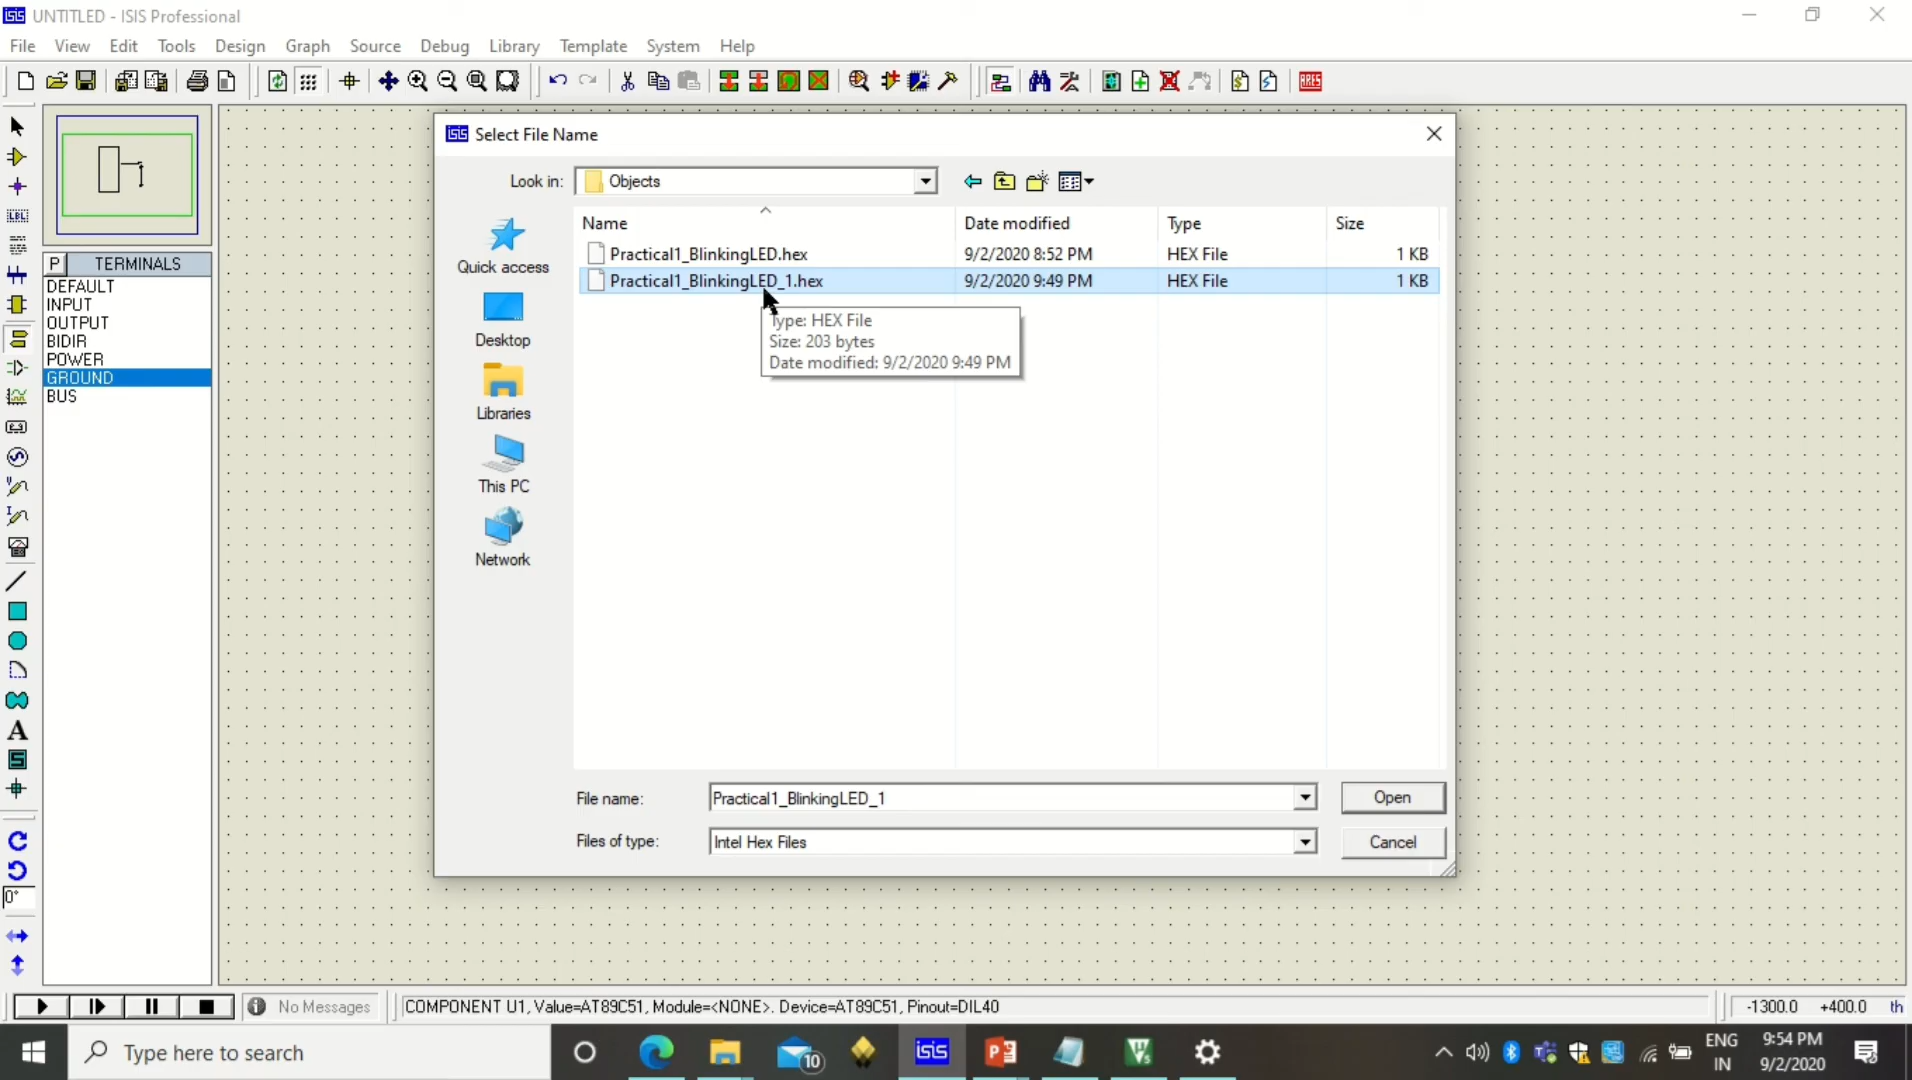 isis UNTITLED - ISIS Professional
File View Edit Tools Design Graph Source Debug Library Template System Help
ARES
isis Select File Name
Look in: Objects
Name Date modified Type Size
Practical1_BlinkingLED.hex 9/2/2020 8:52 PM HEX File 1 KB
Practical1_BlinkingLED_1.hex 9/2/2020 9:49 PM HEX File 1 KB
Type: HEX File
Size: 203 bytes
Date modified: 9/2/2020 9:49 PM
Quick access
Desktop
Libraries
This PC
Network
File name: Practical1_BlinkingLED_1 Open
Files of type: Intel Hex Files Cancel
LBL
P TERMINALS
DEFAULT
INPUT
OUTPUT
BIDIR
POWER
GROUND
BUS
A
S
0°
No Messages COMPONENT U1, Value=AT89C51, Module=<NONE>. Device=AT89C51, Pinout=DIL40 -1300.0 +400.0 th
Type here to search
10
isis
ENG
IN
9:54 PM
9/2/2020